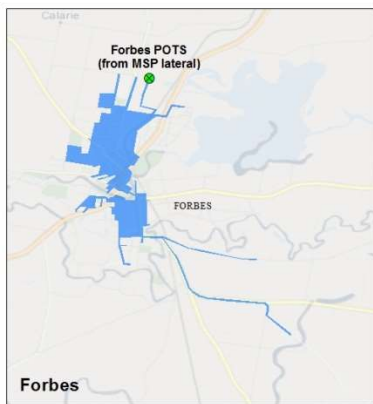 Calarie
Forbes POTS
(from MSP lateral)
FORBES
Forbes